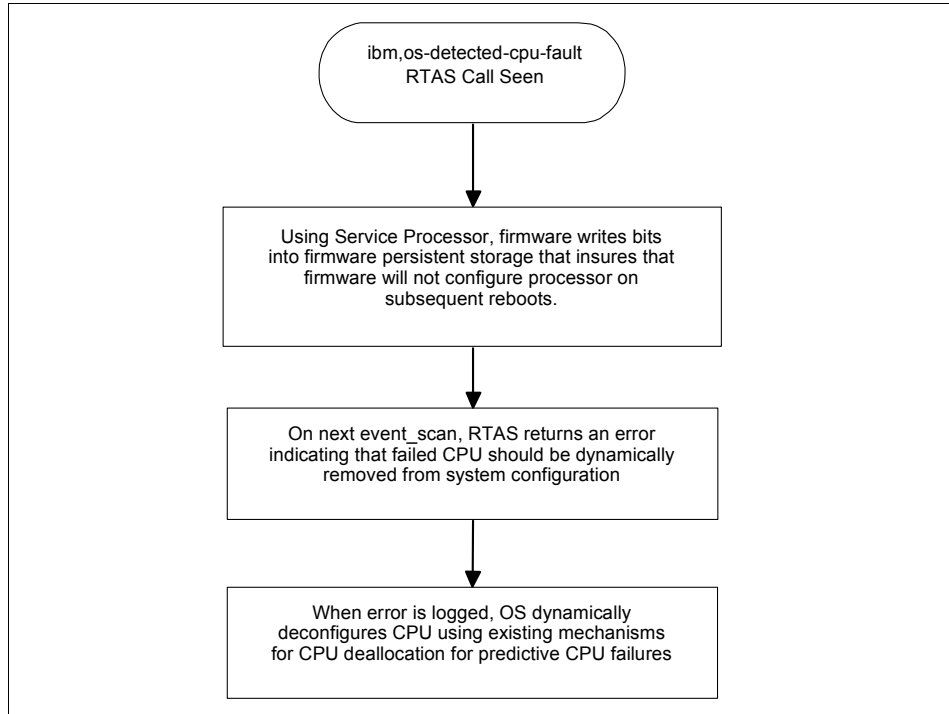 ibm,os-detected-cpu-fault
RTAS Call Seen
Using Service Processor, firmware writes bits
into firmware persistent storage that insures that
firmware will not configure processor on
subsequent reboots.
On next event_scan, RTAS returns an error
indicating that failed CPU should be dynamically
removed from system configuration
When error is logged, OS dynamically
deconfigures CPU using existing mechanisms
for CPU deallocation for predictive CPU failures